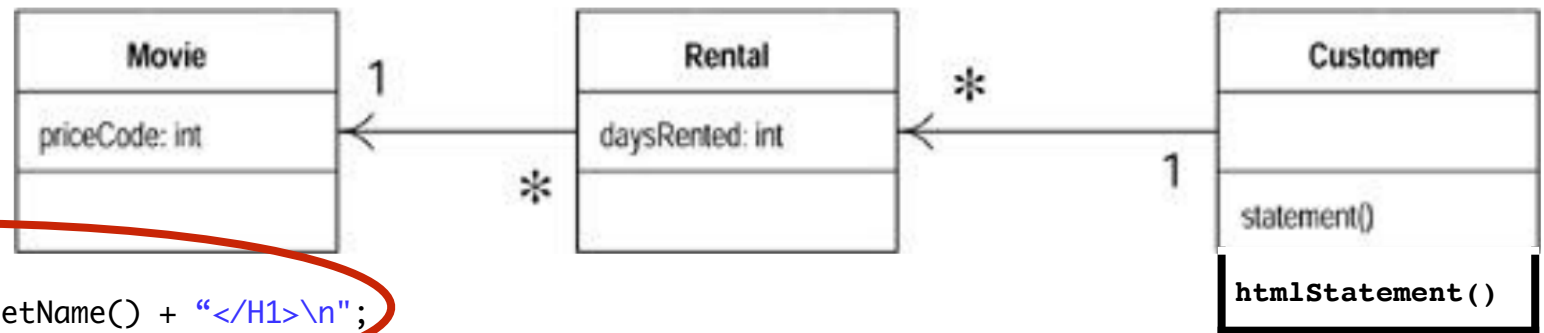 Movie
priceCode: int
1
*
Rental
daysRented: int
*
1
Customer
statement()
htmlStatement()
etName() + “</H1>\n";